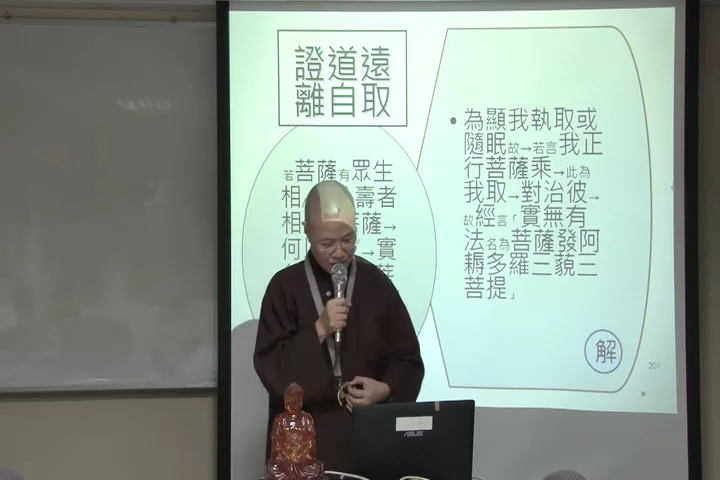 證道遠
離自取
若菩薩有眾生
相
壽者
相
菩薩→
何
→實
•為顯我執取或
隨眠故→若言我正
行菩薩乘→此為
我取→對治彼→
故經言「實無有
法名為菩薩發阿
耨多羅三藐三
菩提」
解
201
ASUS